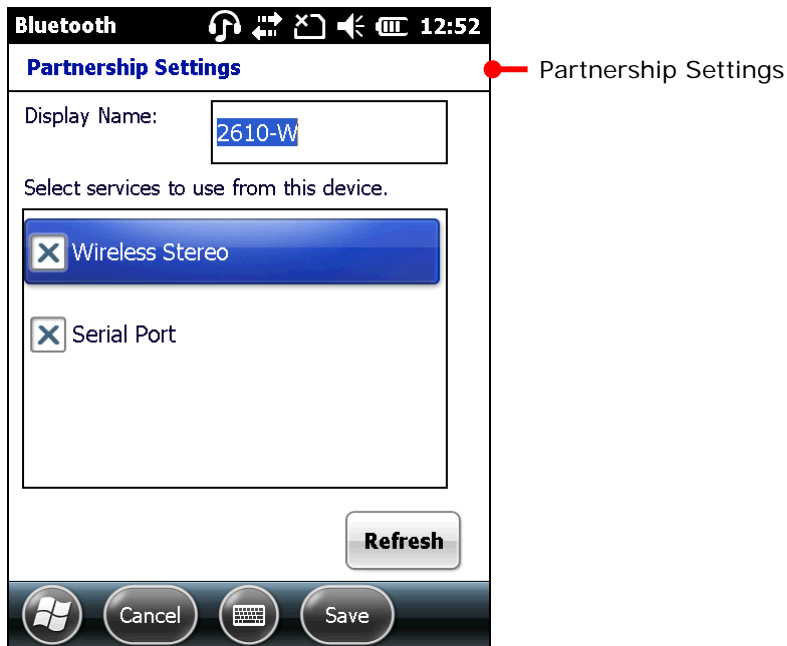 Bluetooth 12:52
Partnership Settings
Partnership Settings
Display Name:
2610-W
Select services to use from this device.
Wireless Stereo
Serial Port
Refresh
Cancel
Save